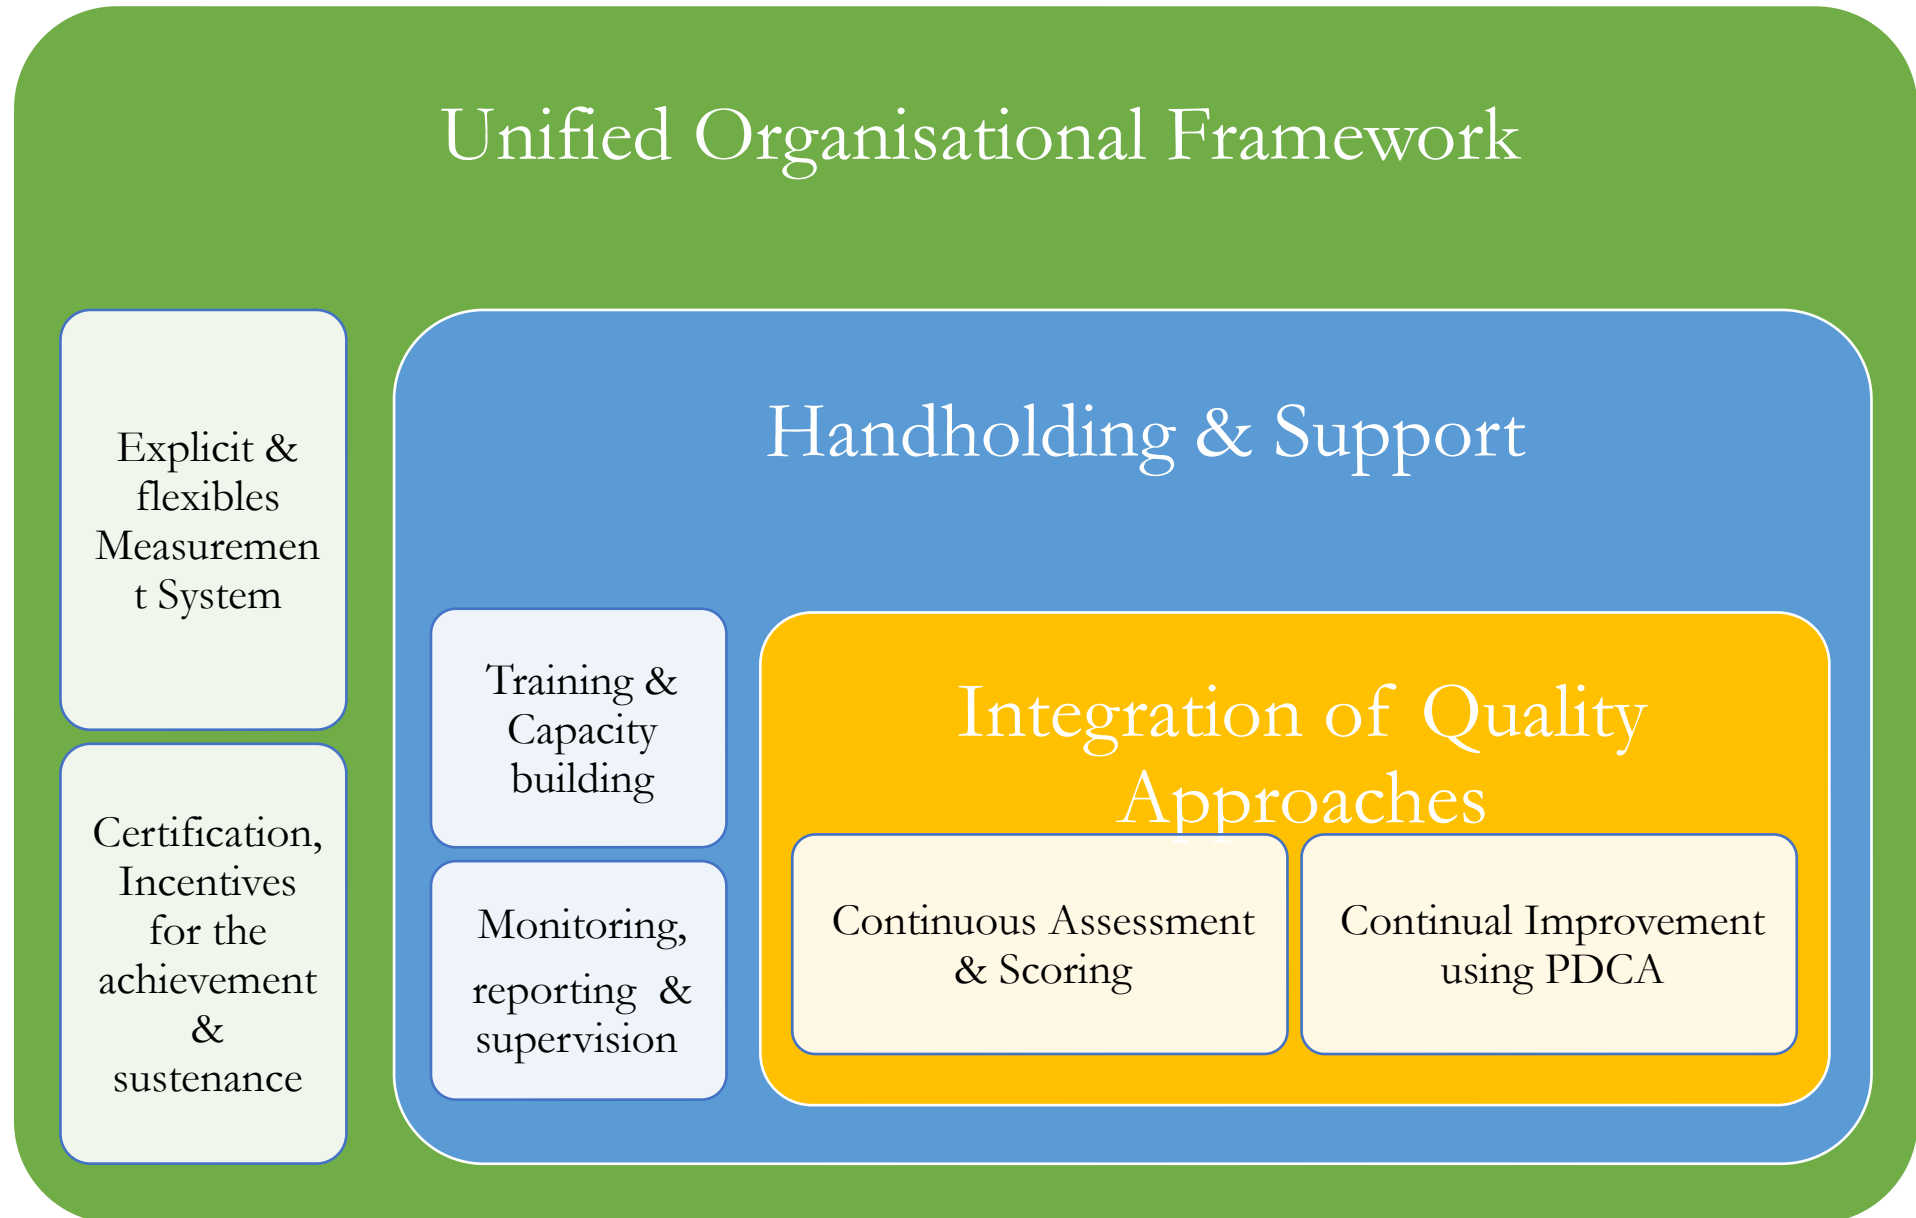 Unified Organisational Framework
Explicit &
flexibles
Measuremen
t System
Certification,
Incentives
for the
achievement
&
sustenance
Handholding & Support
Training &
Capacity
building
Monitoring,
reporting & 
supervision
Integration of Quality
Approaches
Continuous Assessment
& Scoring
Continual Improvement
using PDCA